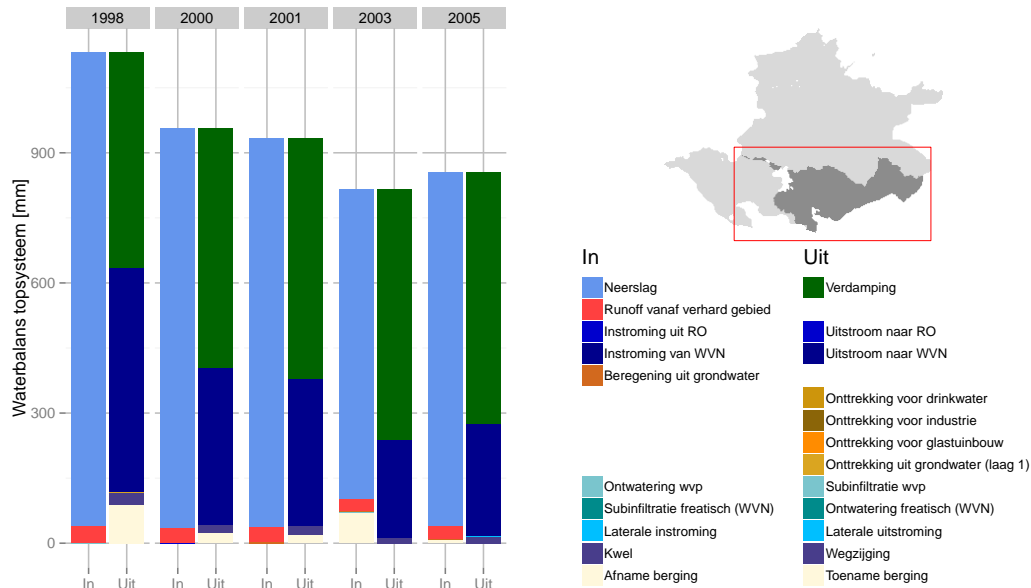 1998 2000 2001 2003 2005
Waterbalans topsysteem [mm]
900
600
300
0
In Uit In Uit In Uit In Uit In Uit
In Uit
Neerslag Verdamping
Runoff vanaf verhard gebied
Instroming uit RO Uitstroom naar RO
Instroming van WVN Uitstroom naar WVN
Beregening uit grondwater
Onttrekking voor drinkwater
Onttrekking voor industrie
Onttrekking voor glastuinbouw
Onttrekking uit grondwater (laag 1)
Ontwatering wvp Subinfiltratie wvp
Subinfiltratie freatisch (WVN) Ontwatering freatisch (WVN)
Laterale instroming Laterale uitstroming
Kwel Wegzijging
Afname berging Toename berging